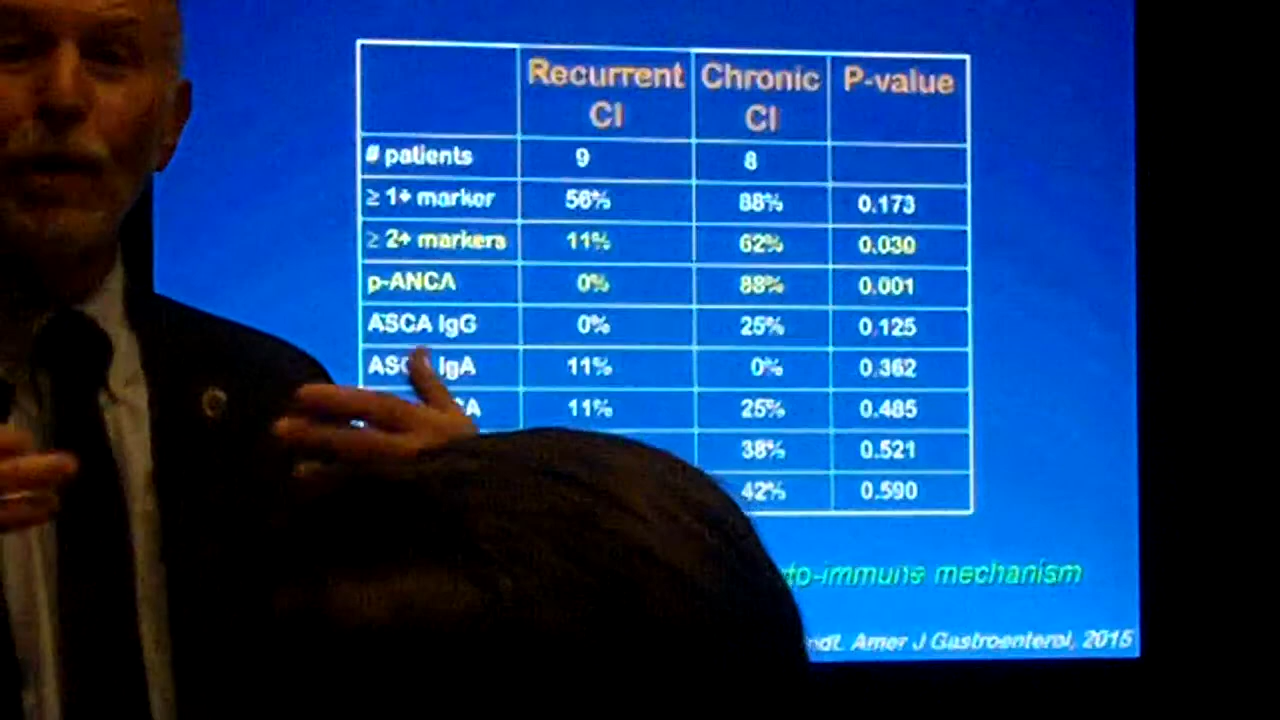 Recurrent CI Chronic CI P-value
# patients 9 8
≥ 1+ marker 56% 88% 0.173
≥ 2+ markers 11% 62% 0.030
p-ANCA 0% 88% 0.001
ASCA IgG 0% 25% 0.125
IgA 11% 0% 0.362
11% 25% 0.485
38% 0.521
42% 0.590
mechanism
Amer J Gastroenterol, 2015